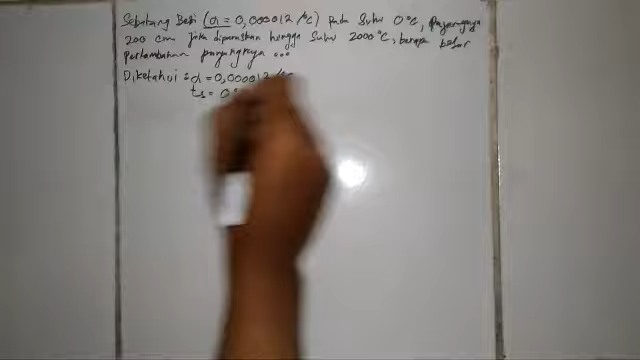 Sebatang Besi (α = 0,000012 /°C) Pada Suhu 0 °C, Panjangnya
200 cm Jika dipanaskan hingga Suhu 2000 °C, berapa besar
Pertambahan panjangnya ...
Diketahui : α = 0,000012 /°C
t₁ = 0